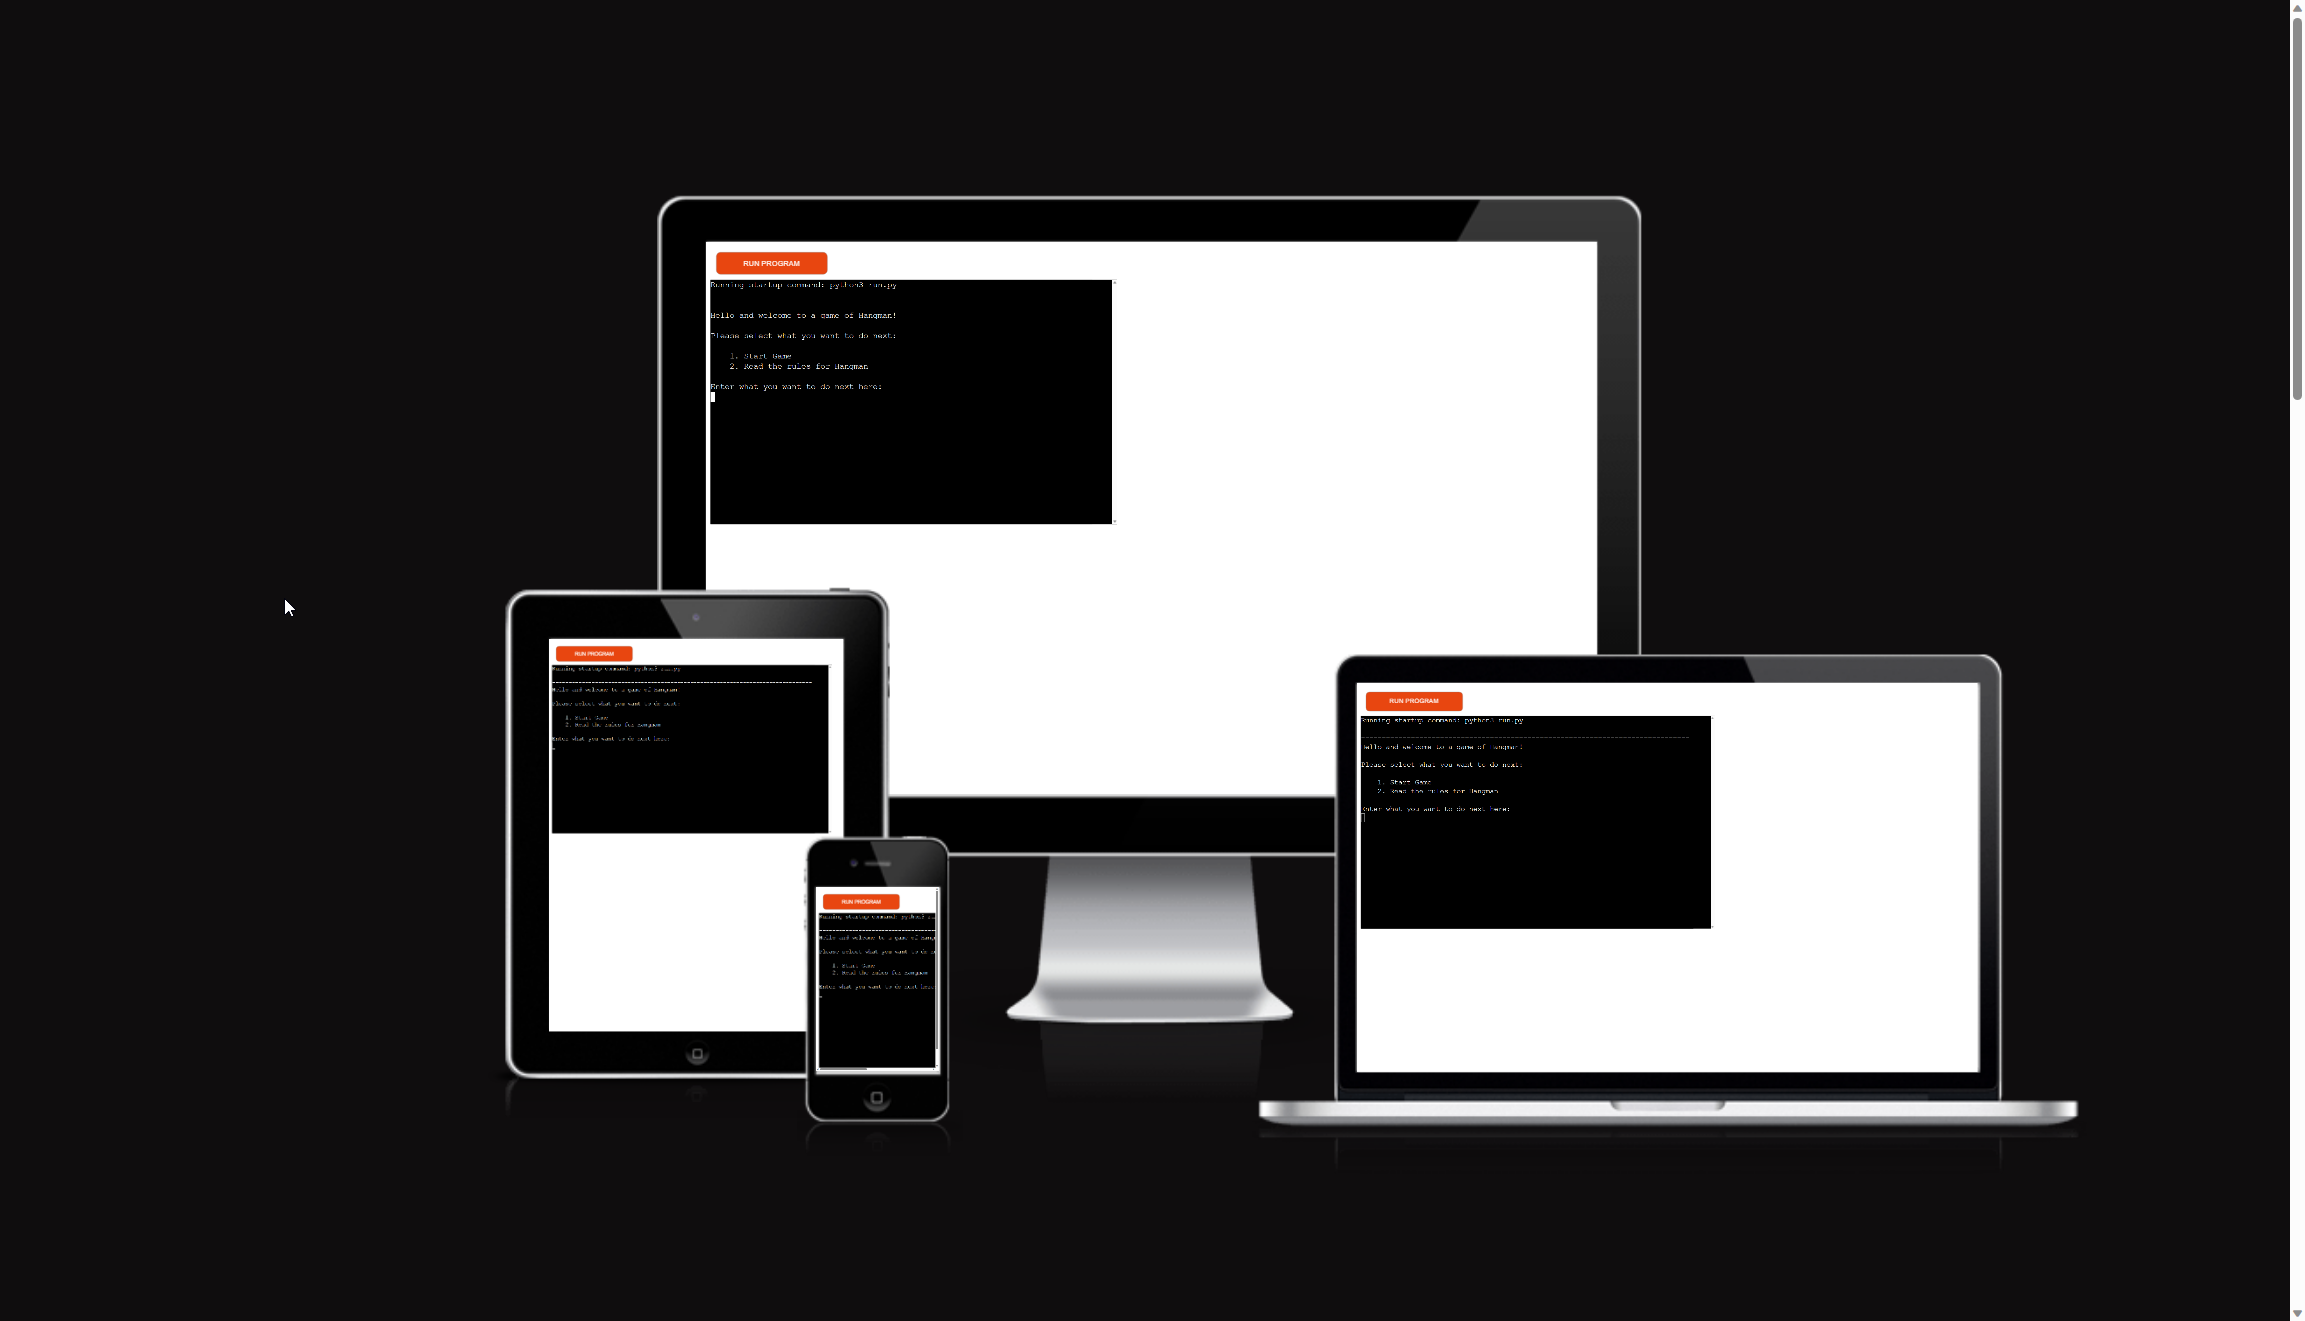 RUN PROGRAM
Running startup command: python3 run.py
Hello and welcome to a game of Hangman!
Please select what you want to do next:
1. Start Game
2. Read the rules for Hangman
Enter what you want to do next here:
RUN PROGRAM
Running startup command: python3 run.py
Hello and welcome to a game of Hangman
Please select what you want to do next:
1. Start Game
2. Read the rules for Hangman
Enter what you want to do next here:
RUN PROGRAM
Running startup command: python3
Hello and welcome to a game of Hang
Please select what you want to do n
1. Start Game
2. Read the rules for Hangman
Enter what you want to do next here:
RUN PROGRAM
Running startup command: python3 run.py
Hello and welcome to a game of Hangman!
Please select what you want to do next:
1. Start Game
2. Read the rules for Hangman
Enter what you want to do next here: